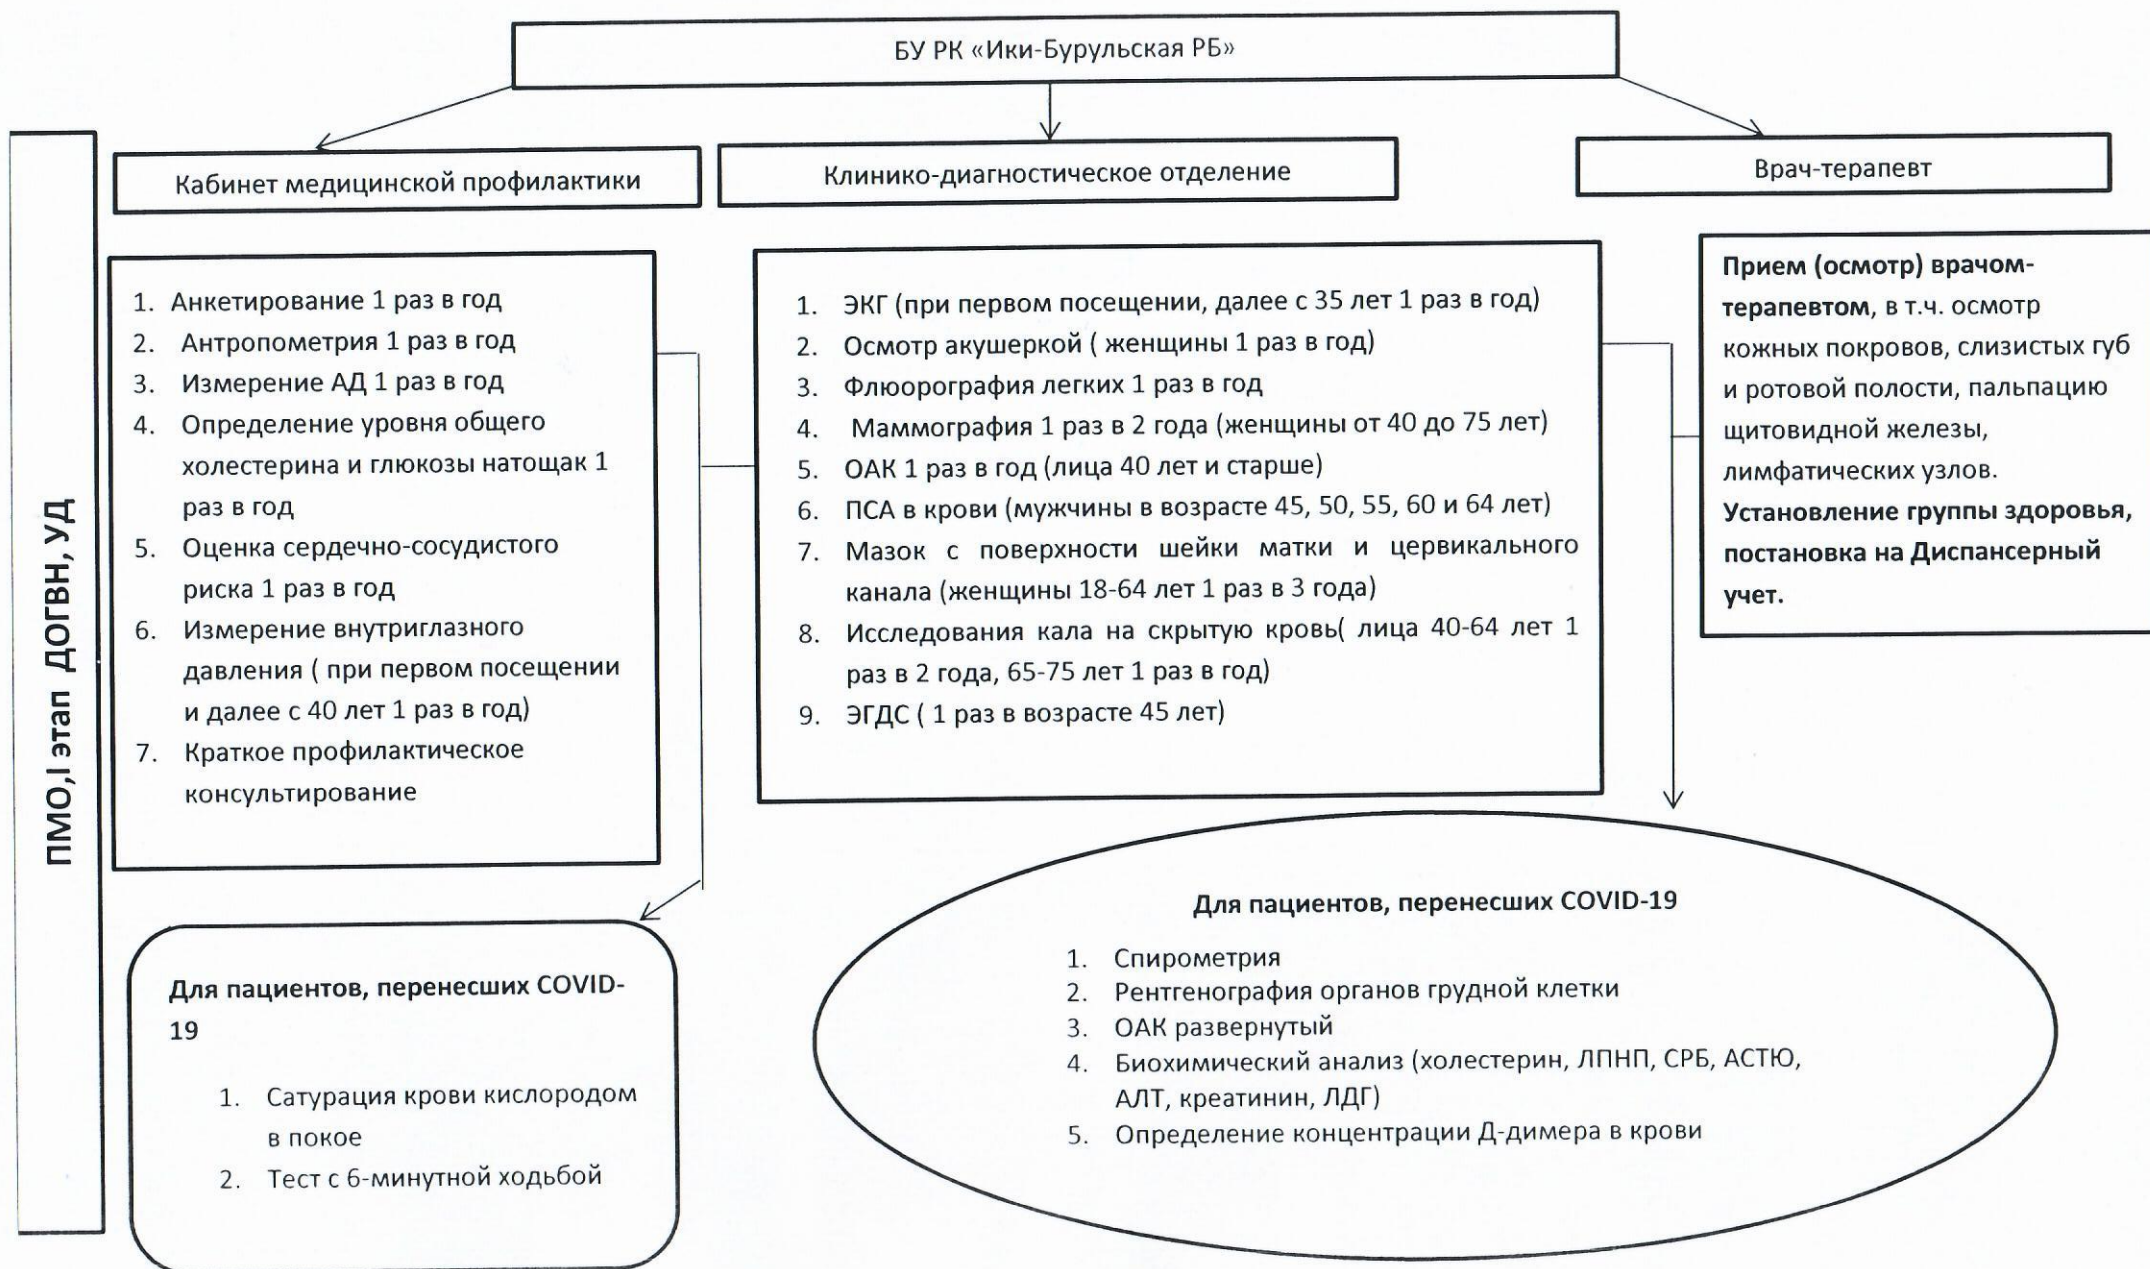 БУ РК «Ики-Бурульская РБ»
Кабинет медицинской профилактики
Клинико-диагностическое отделение
Врач-терапевт
ПМО,I этап ДОГВН, УД
1. Анкетирование 1 раз в год
2. Антропометрия 1 раз в год
3. Измерение АД 1 раз в год
4. Определение уровня общего
холестерина и глюкозы натощак 1
раз в год
5. Оценка сердечно-сосудистого
риска 1 раз в год
6. Измерение внутриглазного
давления ( при первом посещении
и далее с 40 лет 1 раз в год)
7. Краткое профилактическое
консультирование
1. ЭКГ (при первом посещении, далее с 35 лет 1 раз в год)
2. Осмотр акушеркой ( женщины 1 раз в год)
3. Флюорография легких 1 раз в год
4. Маммография 1 раз в 2 года (женщины от 40 до 75 лет)
5. ОАК 1 раз в год (лица 40 лет и старше)
6. ПСА в крови (мужчины в возрасте 45, 50, 55, 60 и 64 лет)
7. Мазок с поверхности шейки матки и цервикального
канала (женщины 18-64 лет 1 раз в 3 года)
8. Исследования кала на скрытую кровь( лица 40-64 лет 1
раз в 2 года, 65-75 лет 1 раз в год)
9. ЭГДС ( 1 раз в возрасте 45 лет)
Прием (осмотр) врачом-
терапевтом, в т.ч. осмотр
кожных покровов, слизистых губ
и ротовой полости, пальпацию
щитовидной железы,
лимфатических узлов.
Установление группы здоровья,
постановка на Диспансерный
учет.
Для пациентов, перенесших COVID-
19
1. Сатурация крови кислородом
в покое
2. Тест с 6-минутной ходьбой
Для пациентов, перенесших COVID-19
1. Спирометрия
2. Рентгенография органов грудной клетки
3. ОАК развернутый
4. Биохимический анализ (холестерин, ЛПНП, СРБ, АСТЮ,
АЛТ, креатинин, ЛДГ)
5. Определение концентрации Д-димера в крови